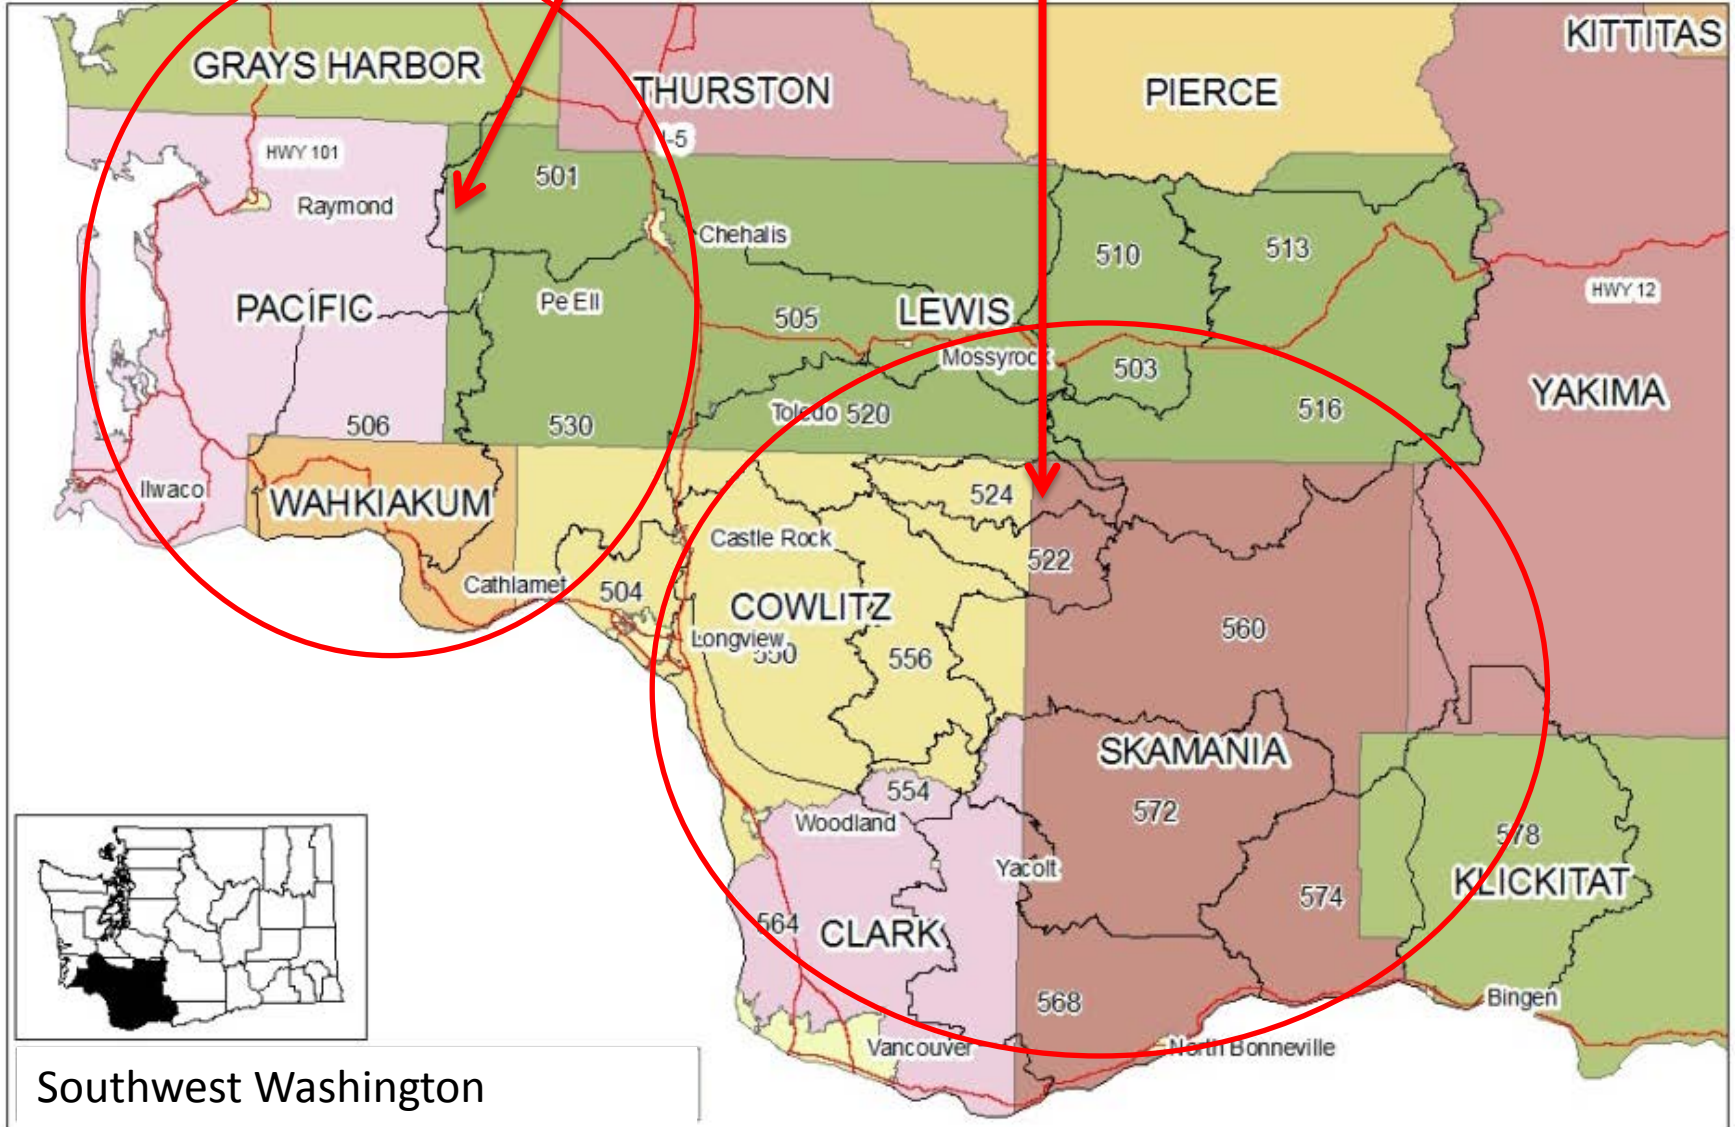 KITTITAS
GRAYS HARBOR
THURSTON
PIERCE
I-5
HWY 101
501
Raymond
Chehalis
510
513
HWY 12
Pe Ell
PACIFIC
505
LEWIS
Mossyrock
503
YAKIMA
506
530
Toledo 520
516
Ilwaco
WAHKIAKUM
524
Castle Rock
522
Cathlamet
504
COWLITZ
560
Longview
550
556
SKAMANIA
554
572
Woodland
578
Yacolt
KLICKITAT
574
564
CLARK
568
Bingen
Vancouver
North Bonneville
Southwest Washington